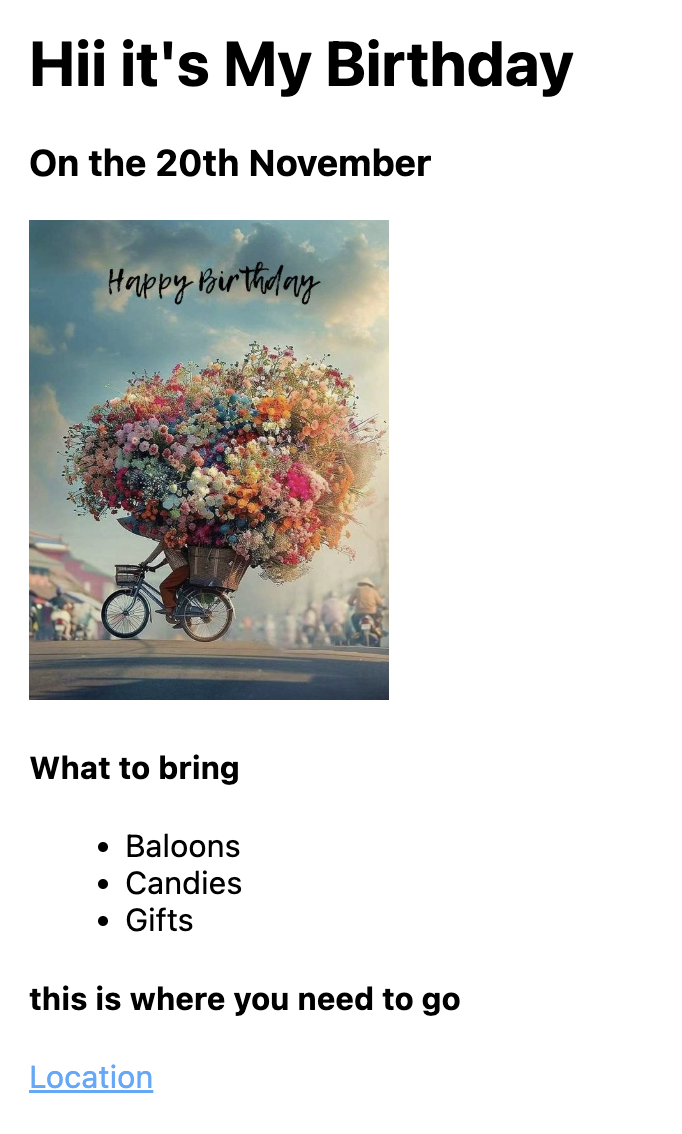 Hii it's My Birthday
On the 20th November
Happy Birthday
What to bring
Baloons
Candies
Gifts
this is where you need to go
Location